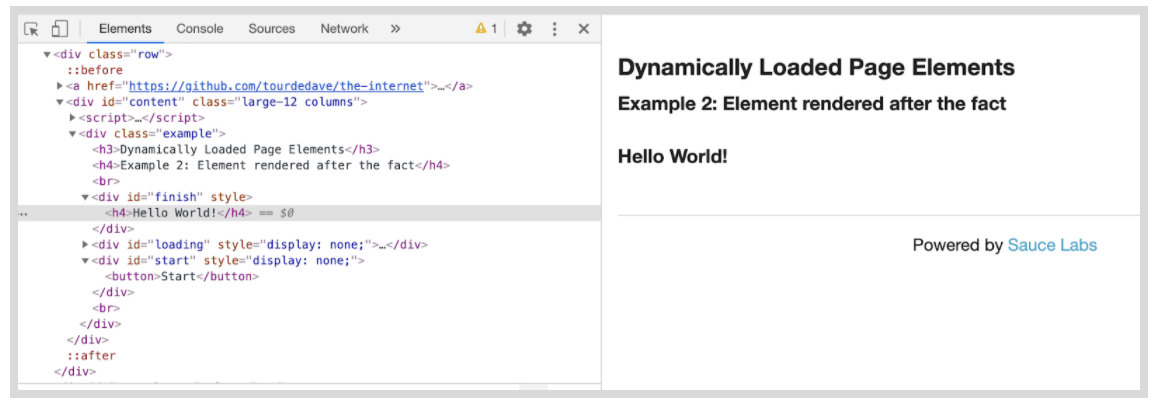 Elements Console Sources Network » 1
<div class="row">
::before
<a href="https://github.com/tourdedave/the-internet">…</a>
<div id="content" class="large-12 columns">
<script>…</script>
<div class="example">
<h3>Dynamically Loaded Page Elements</h3>
<h4>Example 2: Element rendered after the fact</h4>
<br>
<div id="finish" style>
… <h4>Hello World!</h4> == $0
</div>
<div id="loading" style="display: none;">…</div>
<div id="start" style="display: none;">
<button>Start</button>
</div>
<br>
</div>
</div>
::after
</div>
Dynamically Loaded Page Elements
Example 2: Element rendered after the fact
Hello World!
Powered by Sauce Labs